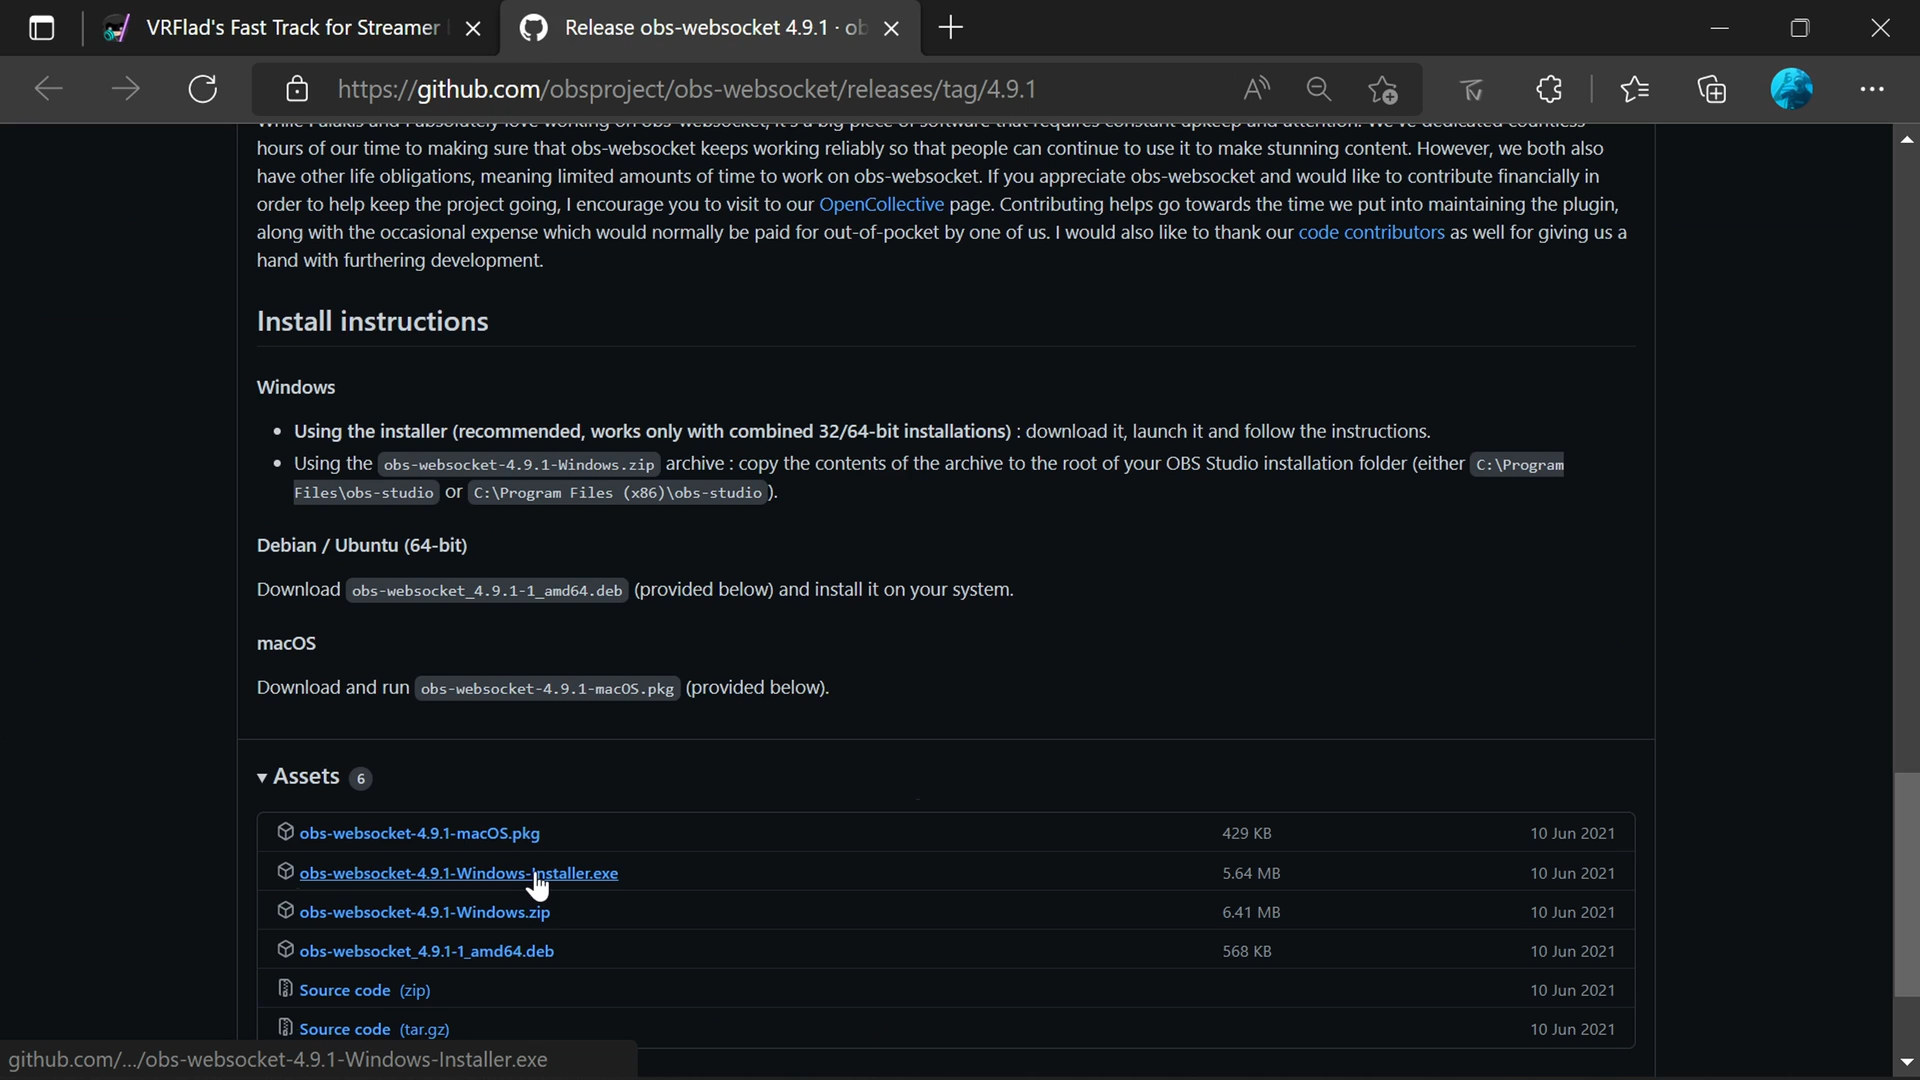 VRFlad's Fast Track for Streamer
Release obs-websocket 4.9.1 · ob
https://github.com/obsproject/obs-websocket/releases/tag/4.9.1
hours of our time to making sure that obs-websocket keeps working reliably so that people can continue to use it to make stunning content. However, we both also
have other life obligations, meaning limited amounts of time to work on obs-websocket. If you appreciate obs-websocket and would like to contribute financially in
order to help keep the project going, I encourage you to visit to our OpenCollective page. Contributing helps go towards the time we put into maintaining the plugin,
along with the occasional expense which would normally be paid for out-of-pocket by one of us. I would also like to thank our code contributors as well for giving us a
hand with furthering development.
Install instructions
Windows
• Using the installer (recommended, works only with combined 32/64-bit installations) : download it, launch it and follow the instructions.
• Using the obs-websocket-4.9.1-Windows.zip archive : copy the contents of the archive to the root of your OBS Studio installation folder (either C:\Program
Files\obs-studio or C:\Program Files (x86)\obs-studio ).
Debian / Ubuntu (64-bit)
Download obs-websocket_4.9.1-1_amd64.deb (provided below) and install it on your system.
macOS
Download and run obs-websocket-4.9.1-macOS.pkg (provided below).
Assets 6
obs-websocket-4.9.1-macOS.pkg 429 KB 10 Jun 2021
obs-websocket-4.9.1-Windows-Installer.exe 5.64 MB 10 Jun 2021
obs-websocket-4.9.1-Windows.zip 6.41 MB 10 Jun 2021
obs-websocket_4.9.1-1_amd64.deb 568 KB 10 Jun 2021
Source code (zip) 10 Jun 2021
Source code (tar.gz) 10 Jun 2021
github.com/.../obs-websocket-4.9.1-Windows-Installer.exe